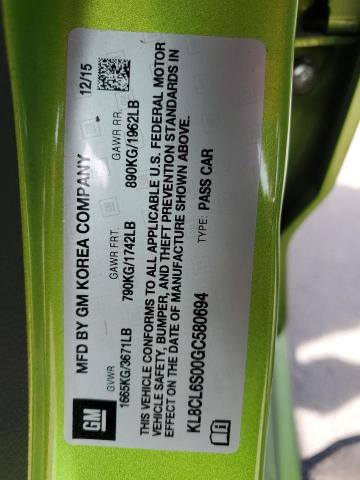 GM
MFD BY GM KOREA COMPANY 12/15
GVWR GAWR FRT. GAWR RR.
1665KG/3671LB 790KG/1742LB 890KG/1962LB
THIS VEHICLE CONFORMS TO ALL APPLICABLE U.S. FEDERAL MOTOR
VEHICLE SAFETY, BUMPER, AND THEFT PREVENTION STANDARDS IN
EFFECT ON THE DATE OF MANUFACTURE SHOWN ABOVE.
KL8CL6S00GC580694 TYPE: PASS CAR